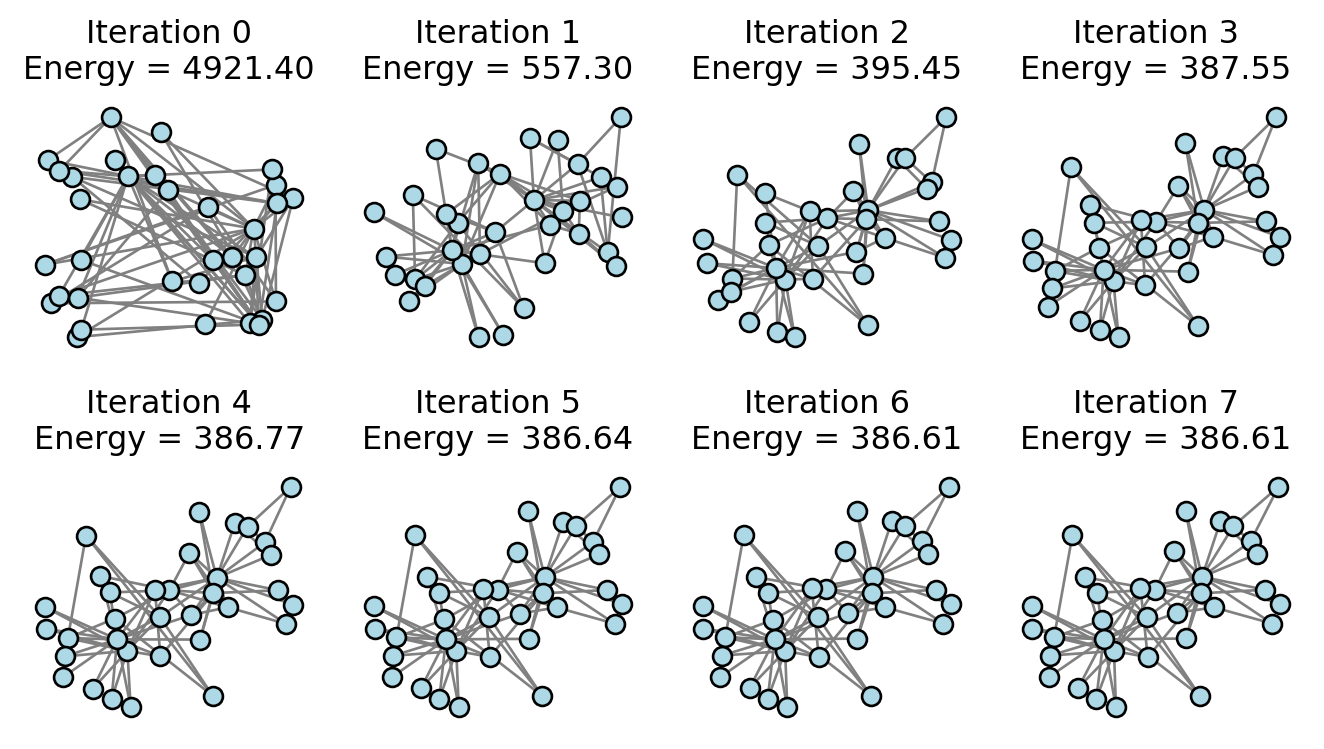 Iteration 0
Energy = 4921.40
Iteration 1
Energy = 557.30
Iteration 2
Energy = 395.45
Iteration 3
Energy = 387.55
Iteration 4
Energy = 386.77
Iteration 5
Energy = 386.64
Iteration 6
Energy = 386.61
Iteration 7
Energy = 386.61